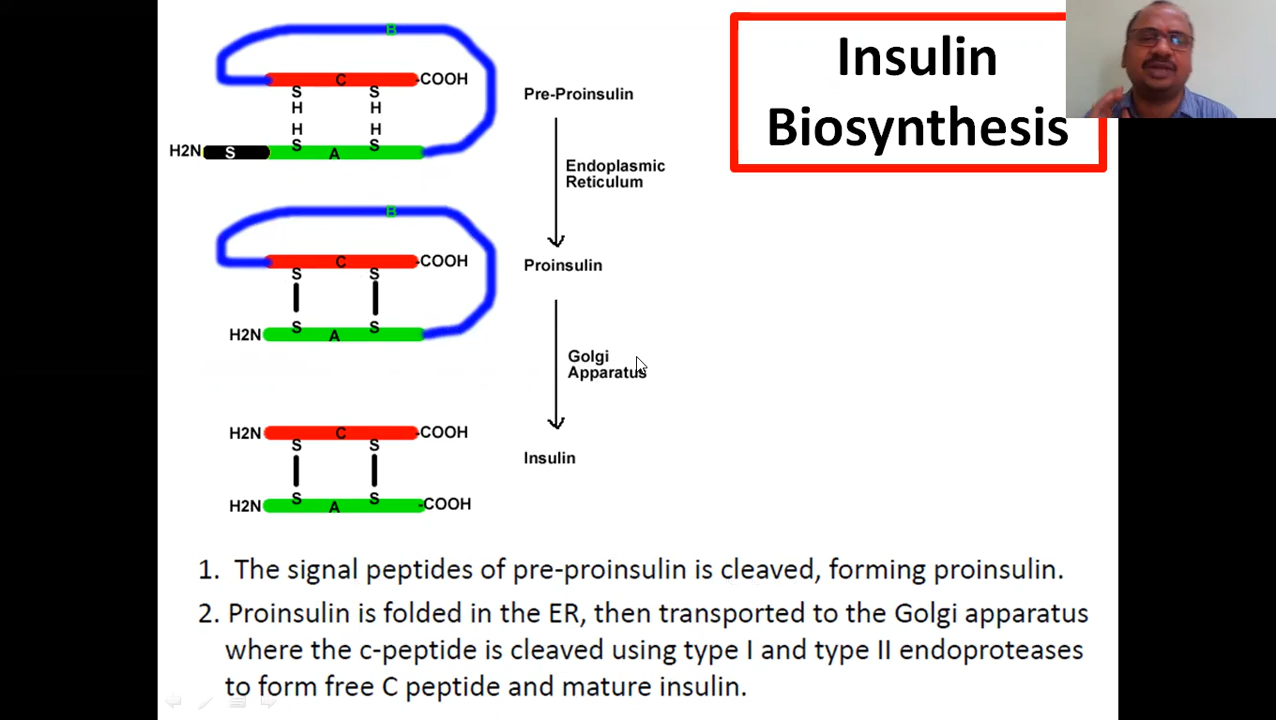 Insulin
Biosynthesis
B
C -COOH
S S
H H
H H
S S
H2N S A
Pre-Proinsulin
Endoplasmic
Reticulum
B
C -COOH
S S
S S
H2N A
Proinsulin
Golgi
Apparatus
H2N C -COOH
S S
S S
H2N A -COOH
Insulin
1. The signal peptides of pre-proinsulin is cleaved, forming proinsulin.
2. Proinsulin is folded in the ER, then transported to the Golgi apparatus
where the c-peptide is cleaved using type I and type II endoproteases
to form free C peptide and mature insulin.